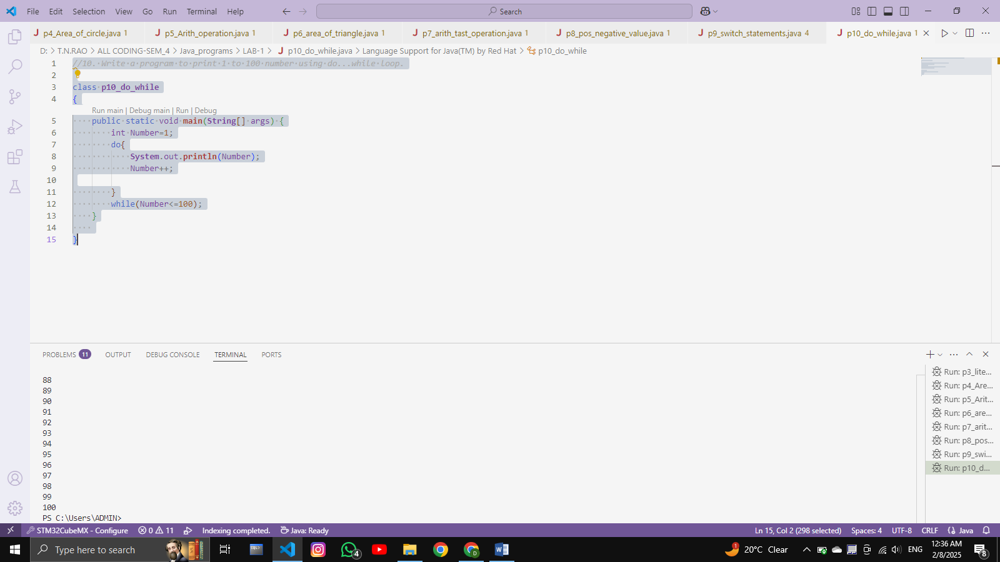 File Edit Selection View Go Run Terminal Help
Search
p4_Area_of_circle.java 1
p5_Arith_operation.java 1
p6_area_of_triangle.java 1
p7_arith_tast_operation.java 1
p8_pos_negative_value.java 1
p9_switch_statements.java 4
p10_do_while.java 1
D: > T.N.RAO > ALL CODING-SEM_4 > Java_programs > LAB-1 > p10_do_while.java > Language Support for Java(TM) by Red Hat > p10_do_while
1 //10. Write a program to print 1 to 100 number using do...while loop.
2
3 class p10_do_while
4 {
Run main | Debug main | Run | Debug
5 public static void main(String[] args) {
6 int Number=1;
7 do{
8 System.out.println(Number);
9 Number++;
10
11 }
12 while(Number<=100);
13 }
14
15 }
PROBLEMS 11 OUTPUT DEBUG CONSOLE TERMINAL PORTS
88
89
90
91
92
93
94
95
96
97
98
99
100
PS C:\Users\ADMIN>
Run: p3_lite...
Run: p4_Are...
Run: p5_Arit...
Run: p6_are...
Run: p7_arit...
Run: p8_pos...
Run: p9_swi...
Run: p10_d...
STM32CubeMX - Configure 0 11 Indexing completed. Java: Ready
Ln 15, Col 2 (298 selected) Spaces: 4 UTF-8 CRLF {} Java
Type here to search
SQL>
4
D
W
1
20°C Clear
ENG
12:36 AM
2/8/2025
8